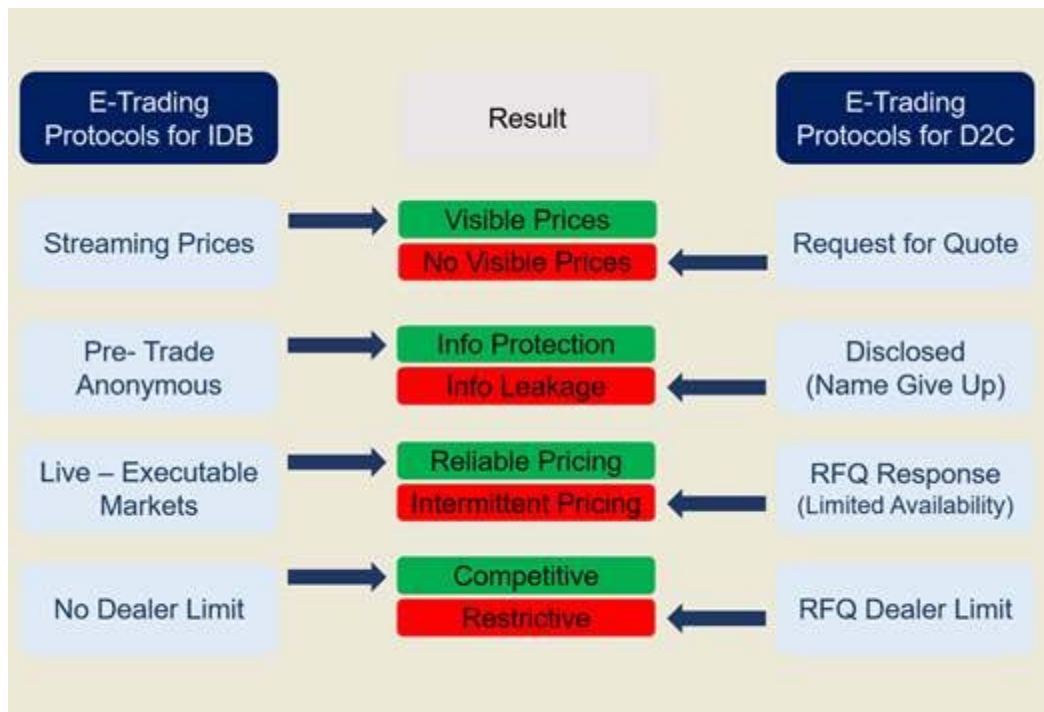 E-Trading
Protocols for IDB
Result
E-Trading
Protocols for D2C
Streaming Prices
Visible Prices
No Visible Prices
Request for Quote
Pre- Trade
Anonymous
Info Protection
Info Leakage
Disclosed
(Name Give Up)
Live – Executable
Markets
Reliable Pricing
Intermittent Pricing
RFQ Response
(Limited Availability)
No Dealer Limit
Competitive
Restrictive
RFQ Dealer Limit